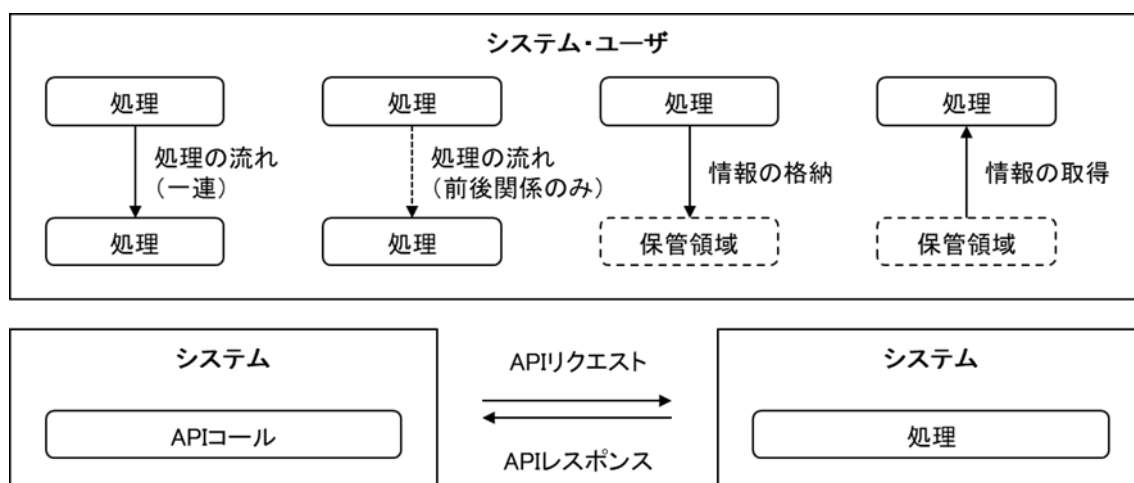 システム・ユーザ
処理
処理
処理
処理
処理の流れ
(一連)
処理の流れ
(前後関係のみ)
情報の格納
情報の取得
処理
処理
保管領域
保管領域
システム
APIリクエスト
システム
APIコール
処理
APIレスポンス